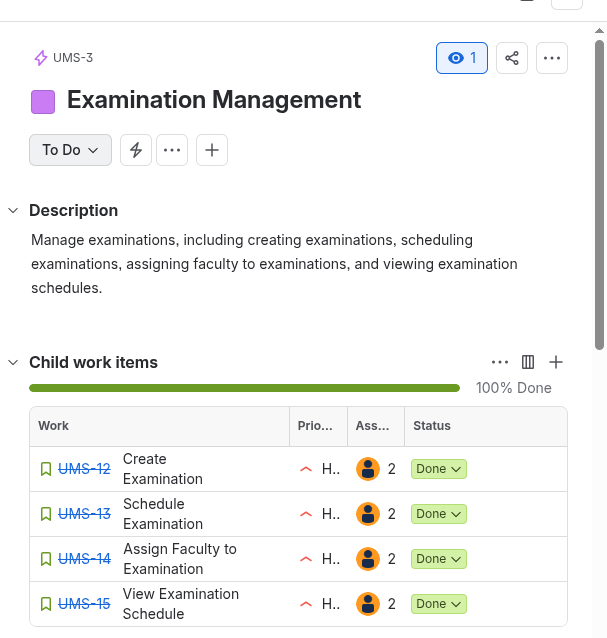 UMS-3
1
Examination Management
To Do
Description
Manage examinations, including creating examinations, scheduling
examinations, assigning faculty to examinations, and viewing examination
schedules.
Child work items
100% Done
Work Prio... Ass... Status
UMS-12 Create Examination H.. 2 Done
UMS-13 Schedule Examination H.. 2 Done
UMS-14 Assign Faculty to Examination H.. 2 Done
UMS-15 View Examination Schedule H.. 2 Done